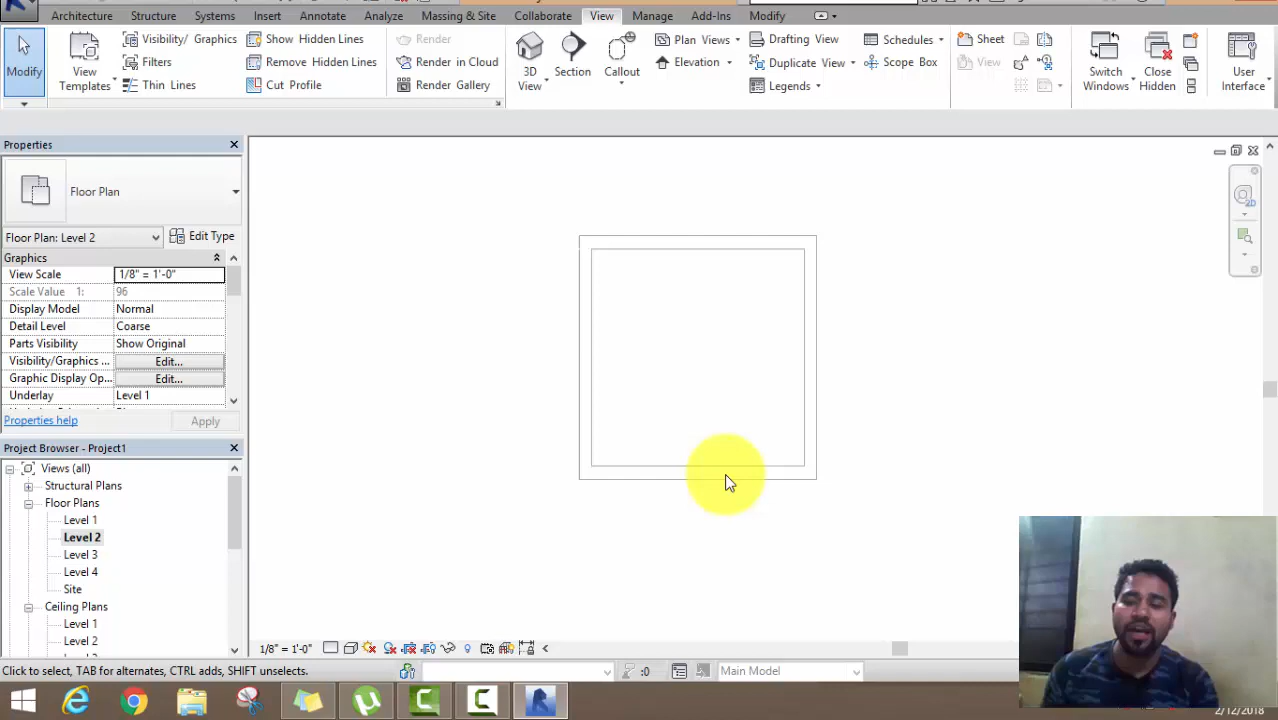 Architecture Structure Systems Insert Annotate Analyze Massing & Site Collaborate View Manage Add-Ins Modify
Modify
View Templates
Visibility/ Graphics
Filters
Thin Lines
Show Hidden Lines
Remove Hidden Lines
Cut Profile
Render
Render in Cloud
Render Gallery
3D View
Section
Callout
Plan Views
Elevation
Drafting View
Duplicate View
Legends
Schedules
Scope Box
Sheet
View
Switch Windows
Close Hidden
User Interface
Properties
Floor Plan
Floor Plan: Level 2
Edit Type
Graphics
View Scale 1/8" = 1'-0"
Scale Value 1: 96
Display Model Normal
Detail Level Coarse
Parts Visibility Show Original
Visibility/Graphics ... Edit...
Graphic Display Op... Edit...
Underlay Level 1
Properties help
Apply
Project Browser - Project1
Views (all)
Structural Plans
Floor Plans
Level 1
Level 2
Level 3
Level 4
Site
Ceiling Plans
Level 1
Level 2
2D
1/8" = 1'-0"
Click to select, TAB for alternates, CTRL adds, SHIFT unselects.
:0
Main Model
2/12/2018